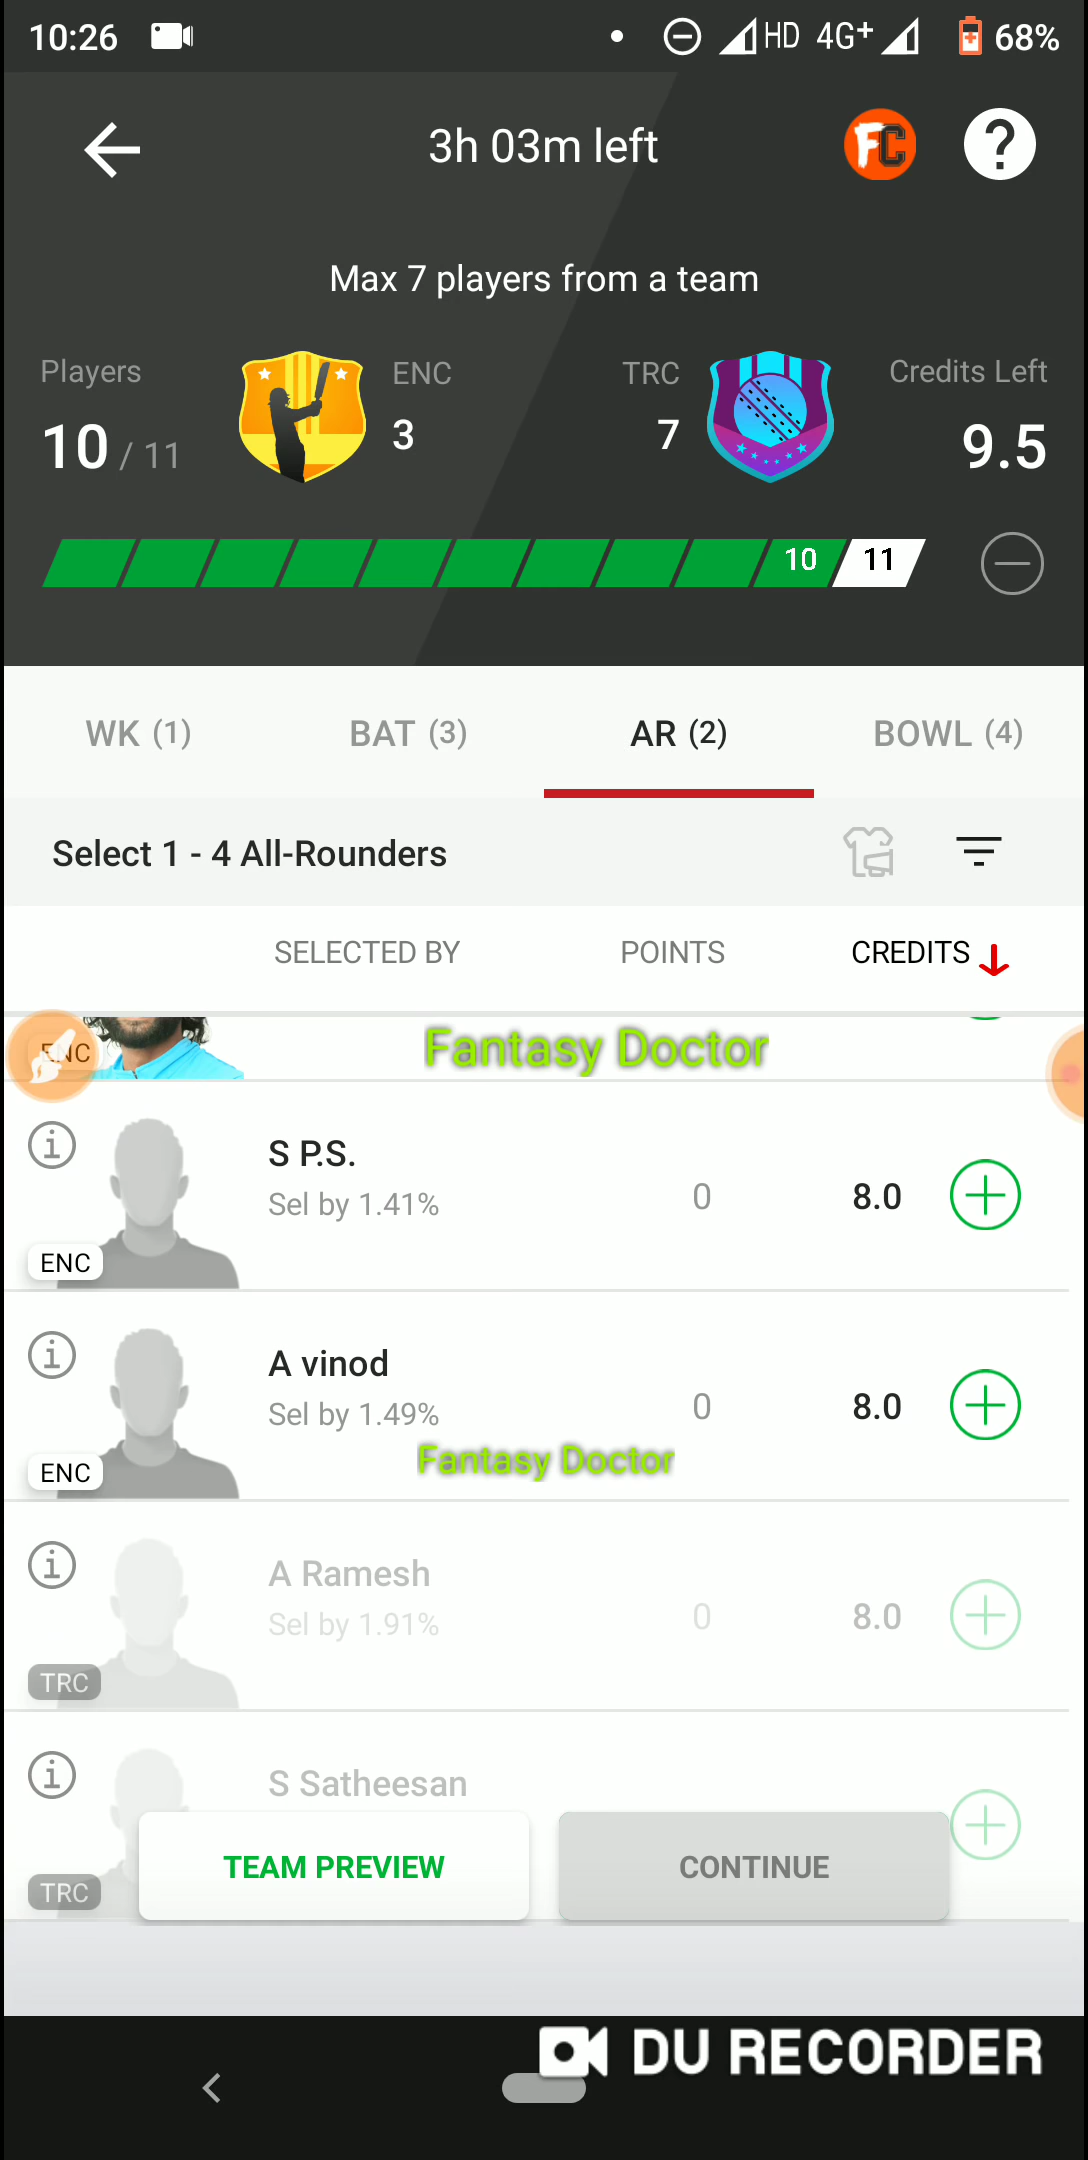 10:26 HD 4G+ 68%
3h 03m left FC ?
Max 7 players from a team
Players ENC TRC Credits Left
10 / 11 3 7 9.5
10 11
WK (1) BAT (3) AR (2) BOWL (4)
Select 1 - 4 All-Rounders
SELECTED BY POINTS CREDITS
ENC Fantasy Doctor
S P.S.
Sel by 1.41% 0 8.0
ENC
A vinod
Sel by 1.49% 0 8.0
Fantasy Doctor
ENC
A Ramesh
Sel by 1.91% 0 8.0
TRC
S Satheesan
TEAM PREVIEW CONTINUE
TRC
DU RECORDER